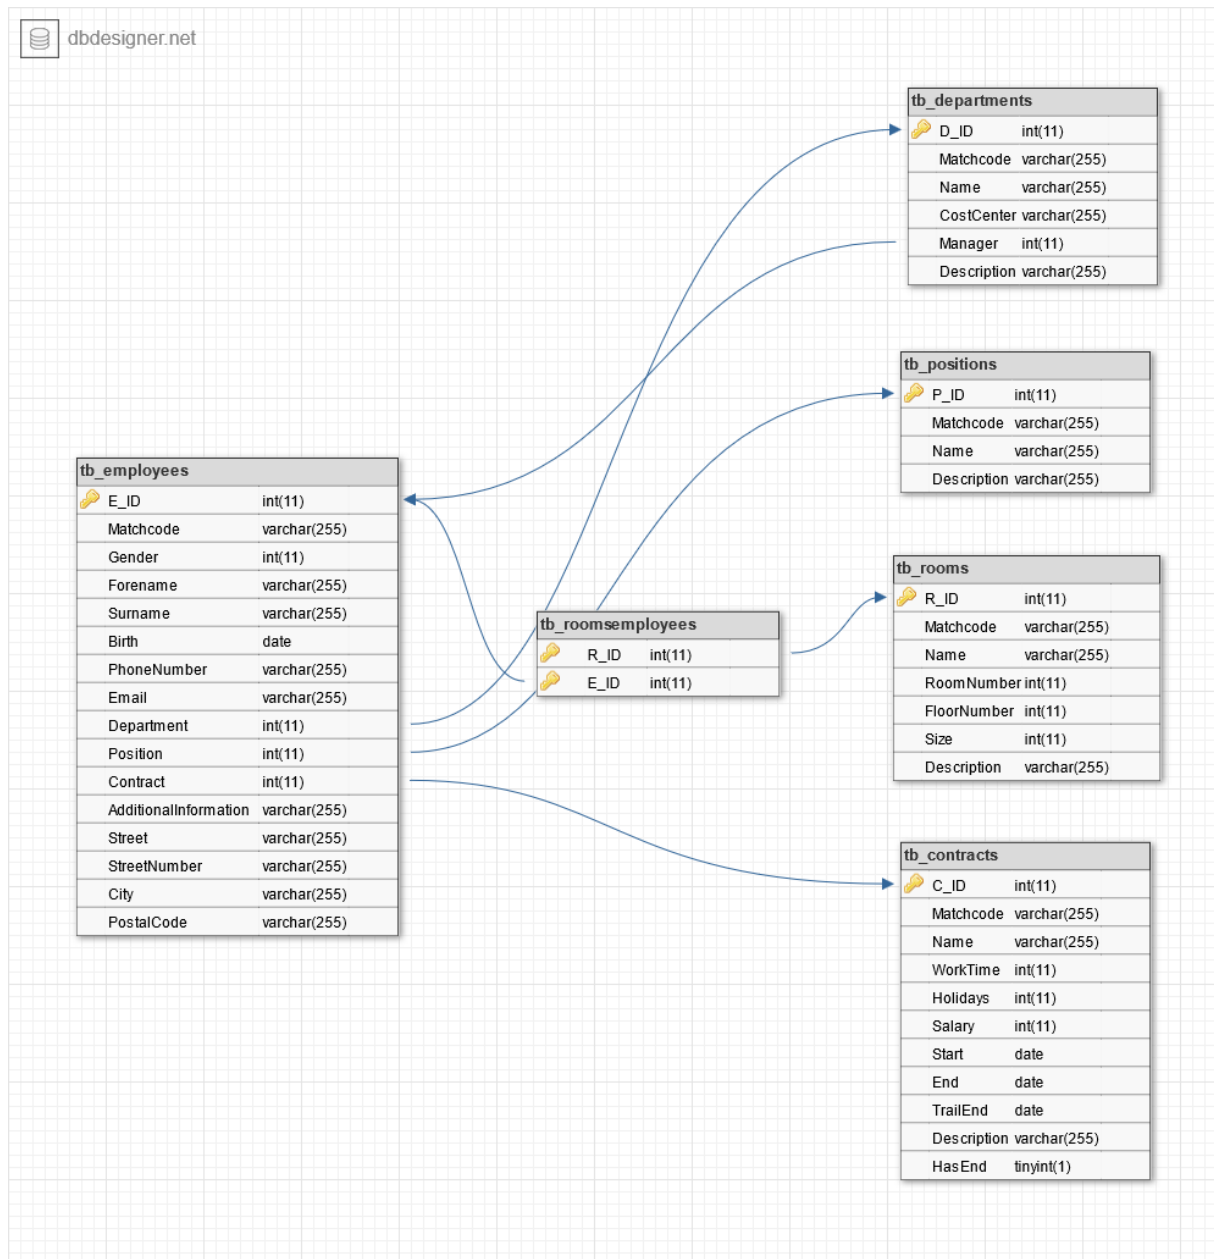 dbdesigner.net
tb_departments
D_ID int(11)
Matchcode varchar(255)
Name varchar(255)
CostCenter varchar(255)
Manager int(11)
Description varchar(255)
tb_positions
P_ID int(11)
Matchcode varchar(255)
Name varchar(255)
Description varchar(255)
tb_employees
E_ID int(11)
Matchcode varchar(255)
Gender int(11)
Forename varchar(255)
Surname varchar(255)
Birth date
PhoneNumber varchar(255)
Email varchar(255)
Department int(11)
Position int(11)
Contract int(11)
AdditionalInformation varchar(255)
Street varchar(255)
StreetNumber varchar(255)
City varchar(255)
PostalCode varchar(255)
tb_roomsemployees
R_ID int(11)
E_ID int(11)
tb_rooms
R_ID int(11)
Matchcode varchar(255)
Name varchar(255)
RoomNumber int(11)
FloorNumber int(11)
Size int(11)
Description varchar(255)
tb_contracts
C_ID int(11)
Matchcode varchar(255)
Name varchar(255)
WorkTime int(11)
Holidays int(11)
Salary int(11)
Start date
End date
TrailEnd date
Description varchar(255)
HasEnd tinyint(1)